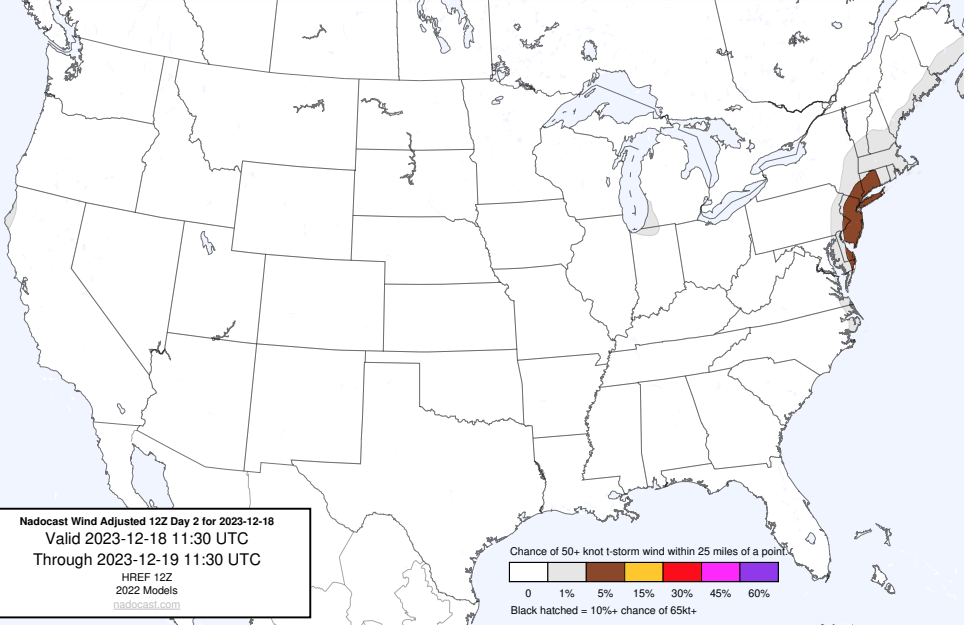 Nadocast Wind Adjusted 12Z Day 2 for 2023-12-18
Valid 2023-12-18 11:30 UTC
Through 2023-12-19 11:30 UTC
HREF 12Z
2022 Models
nadocast.com
Chance of 50+ knot t-storm wind within 25 miles of a point.
0 1% 5% 15% 30% 45% 60%
Black hatched = 10%+ chance of 65kt+